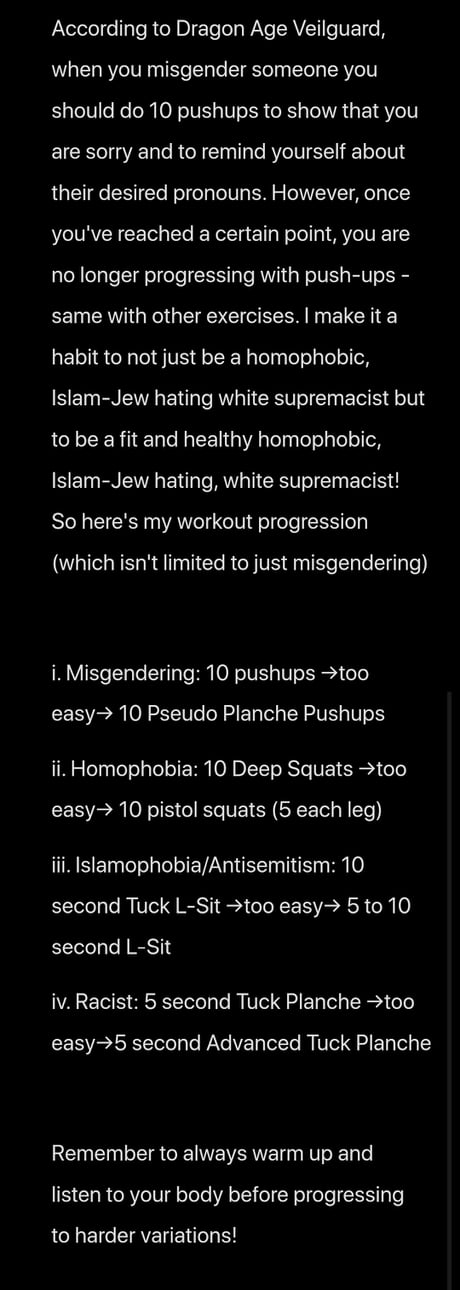 According to Dragon Age Veilguard,
when you misgender someone you
should do 10 pushups to show that you
are sorry and to remind yourself about
their desired pronouns. However, once
you've reached a certain point, you are
no longer progressing with push-ups -
same with other exercises. I make it a
habit to not just be a homophobic,
Islam-Jew hating white supremacist but
to be a fit and healthy homophobic,
Islam-Jew hating, white supremacist!
So here's my workout progression
(which isn't limited to just misgendering)
i. Misgendering: 10 pushups →too
easy→ 10 Pseudo Planche Pushups
ii. Homophobia: 10 Deep Squats →too
easy→ 10 pistol squats (5 each leg)
iii. Islamophobia/Antisemitism: 10
second Tuck L-Sit →too easy→ 5 to 10
second L-Sit
iv. Racist: 5 second Tuck Planche →too
easy→5 second Advanced Tuck Planche
Remember to always warm up and
listen to your body before progressing
to harder variations!